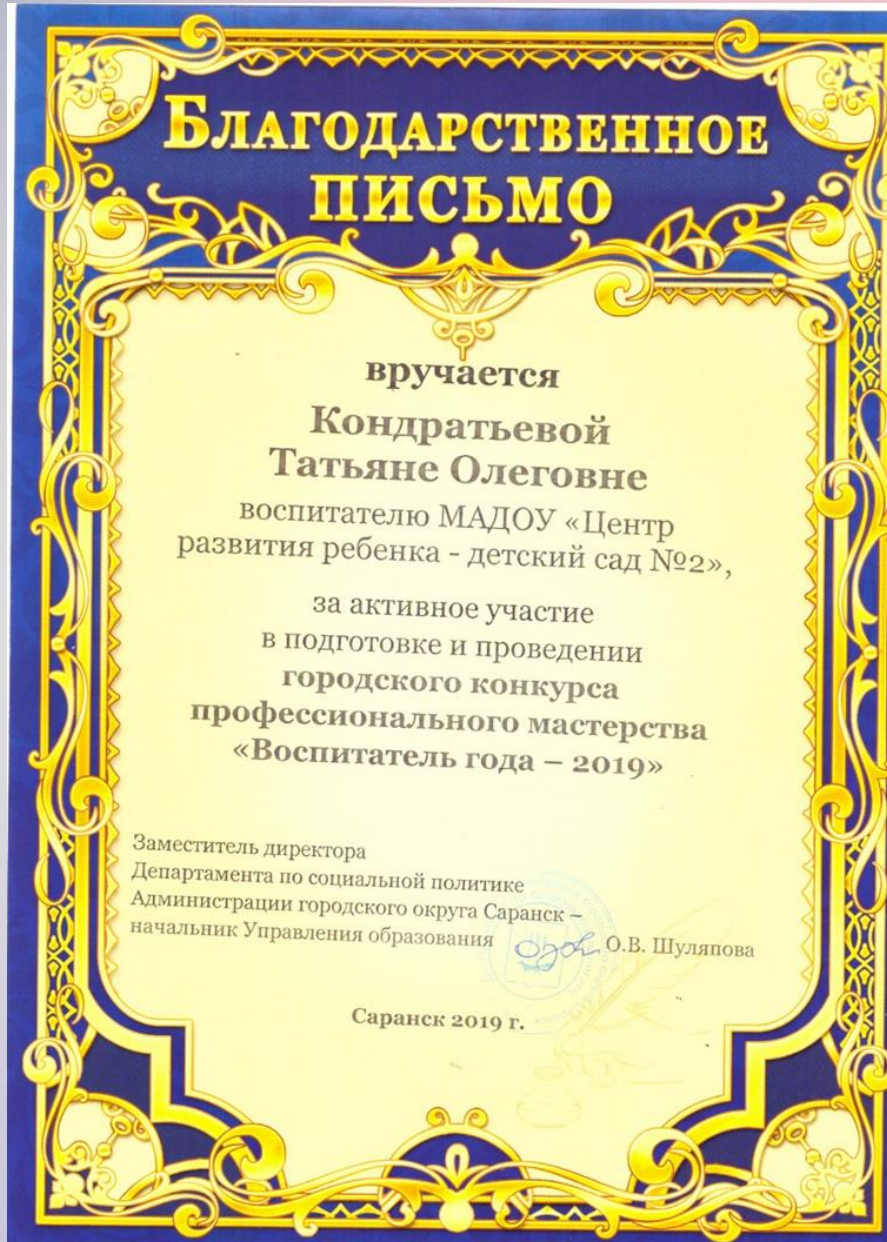 БЛАГОДАРСТВЕННОЕ
ПИСЬМО
вручается
Кондратьевой
Татьяне Олеговне
воспитателю МАДОУ «Центр
развития ребенка - детский сад №2»,
за активное участие
в подготовке и проведении
городского конкурса
профессионального мастерства
«Воспитатель года – 2019»
Заместитель директора
Департамента по социальной политике
Администрации городского округа Саранск –
начальник Управления образования О.В. Шуляпова
Саранск 2019 г.